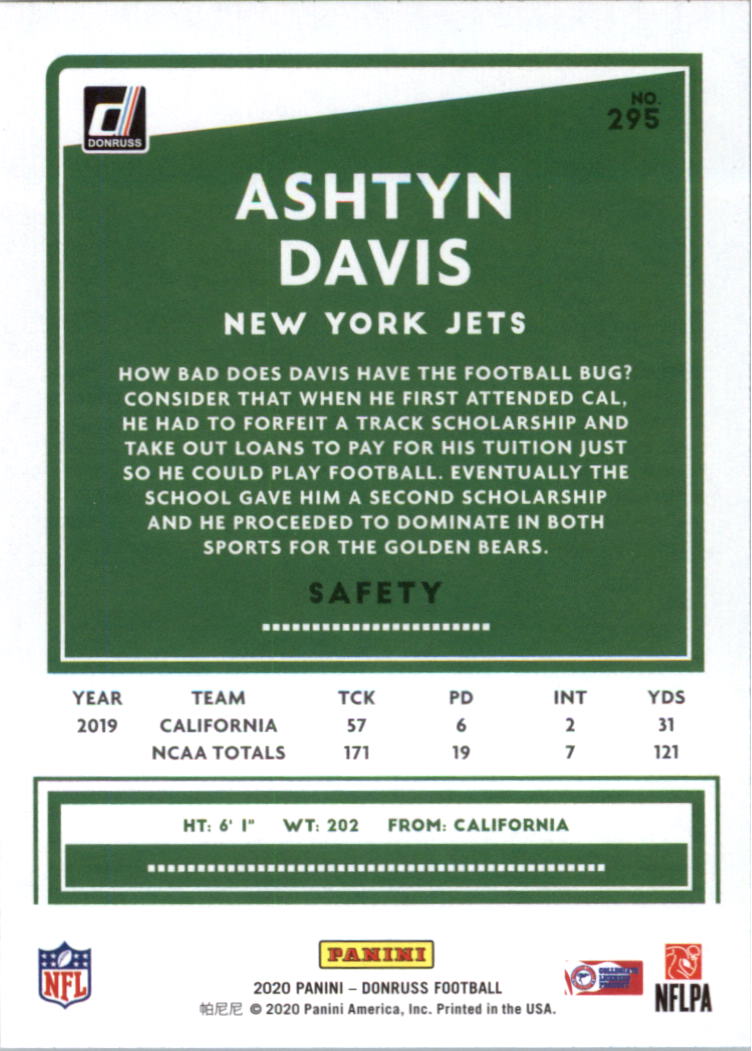 DONRUSS
NO.
295
ASHTYN
DAVIS
NEW YORK JETS
HOW BAD DOES DAVIS HAVE THE FOOTBALL BUG?
CONSIDER THAT WHEN HE FIRST ATTENDED CAL,
HE HAD TO FORFEIT A TRACK SCHOLARSHIP AND
TAKE OUT LOANS TO PAY FOR HIS TUITION JUST
SO HE COULD PLAY FOOTBALL. EVENTUALLY THE
SCHOOL GAVE HIM A SECOND SCHOLARSHIP
AND HE PROCEEDED TO DOMINATE IN BOTH
SPORTS FOR THE GOLDEN BEARS.
SAFETY
YEAR TEAM TCK PD INT YDS
2019 CALIFORNIA 57 6 2 31
NCAA TOTALS 171 19 7 121
HT: 6' 1" WT: 202 FROM: CALIFORNIA
NFL
PANINI
2020 PANINI – DONRUSS FOOTBALL
帕尼尼 © 2020 Panini America, Inc. Printed in the USA.
COLLEGIATE
LICENSED
PRODUCT
NFLPA